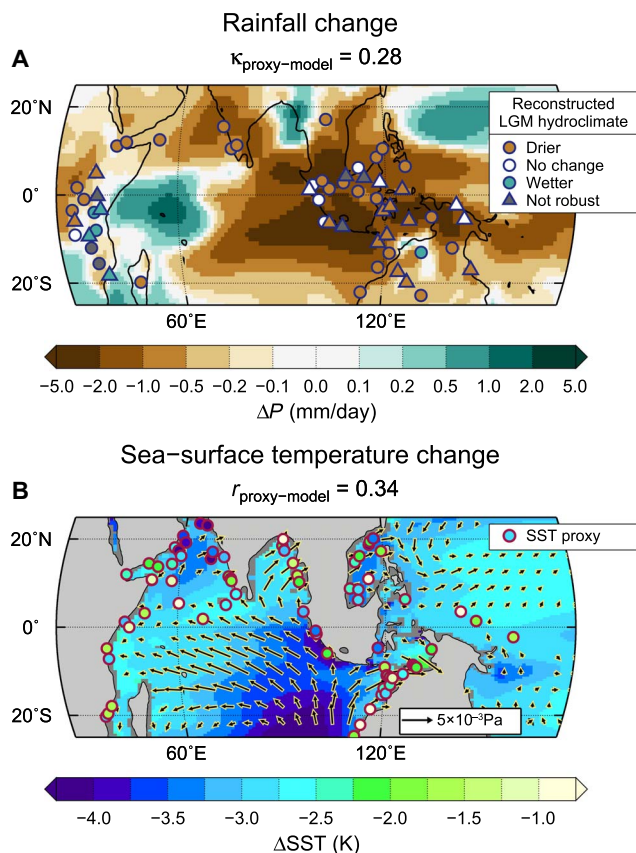 Rainfall change
A
κproxy−model = 0.28
20°N
0°
20°S
60°E
120°E
Reconstructed
LGM hydroclimate
Drier
No change
Wetter
Not robust
−5.0 −2.0 −1.0 −0.5 −0.2 −0.1 0.0 0.1 0.2 0.5 1.0 2.0 5.0
ΔP (mm/day)
Sea−surface temperature change
B
rproxy−model = 0.34
20°N
0°
20°S
60°E
120°E
SST proxy
5×10⁻³Pa
−4.0 −3.5 −3.0 −2.5 −2.0 −1.5 −1.0
ΔSST (K)